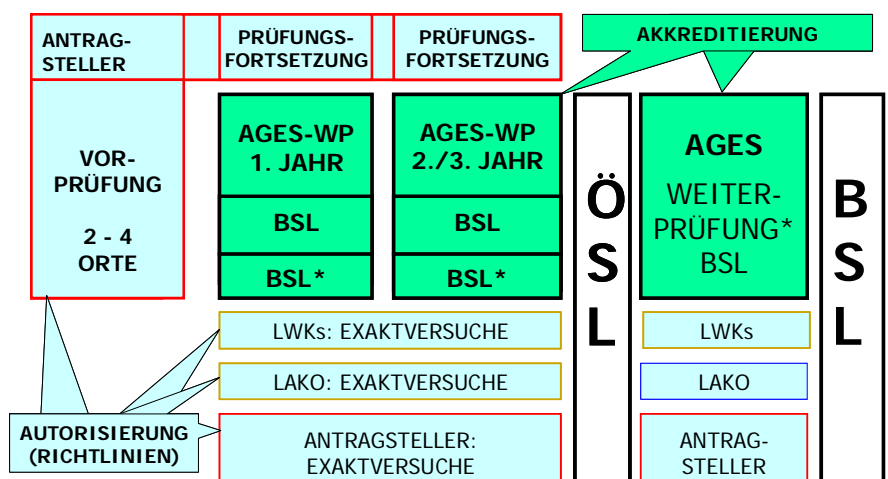 ANTRAG-
STELLER
PRÜFUNGS-
FORTSETZUNG
PRÜFUNGS-
FORTSETZUNG
AKKREDITIERUNG
VOR-
PRÜFUNG
2 - 4
ORTE
AGES-WP
1. JAHR
BSL
BSL*
AGES-WP
2./3. JAHR
BSL
BSL*
ÖSL
AGES
WEITER-
PRÜFUNG*
BSL
BSL
LWKs: EXAKTVERSUCHE
LWKs
LAKO: EXAKTVERSUCHE
LAKO
AUTORISIERUNG
(RICHTLINIEN)
ANTRAGSTELLER:
EXAKTVERSUCHE
ANTRAG-
STELLER